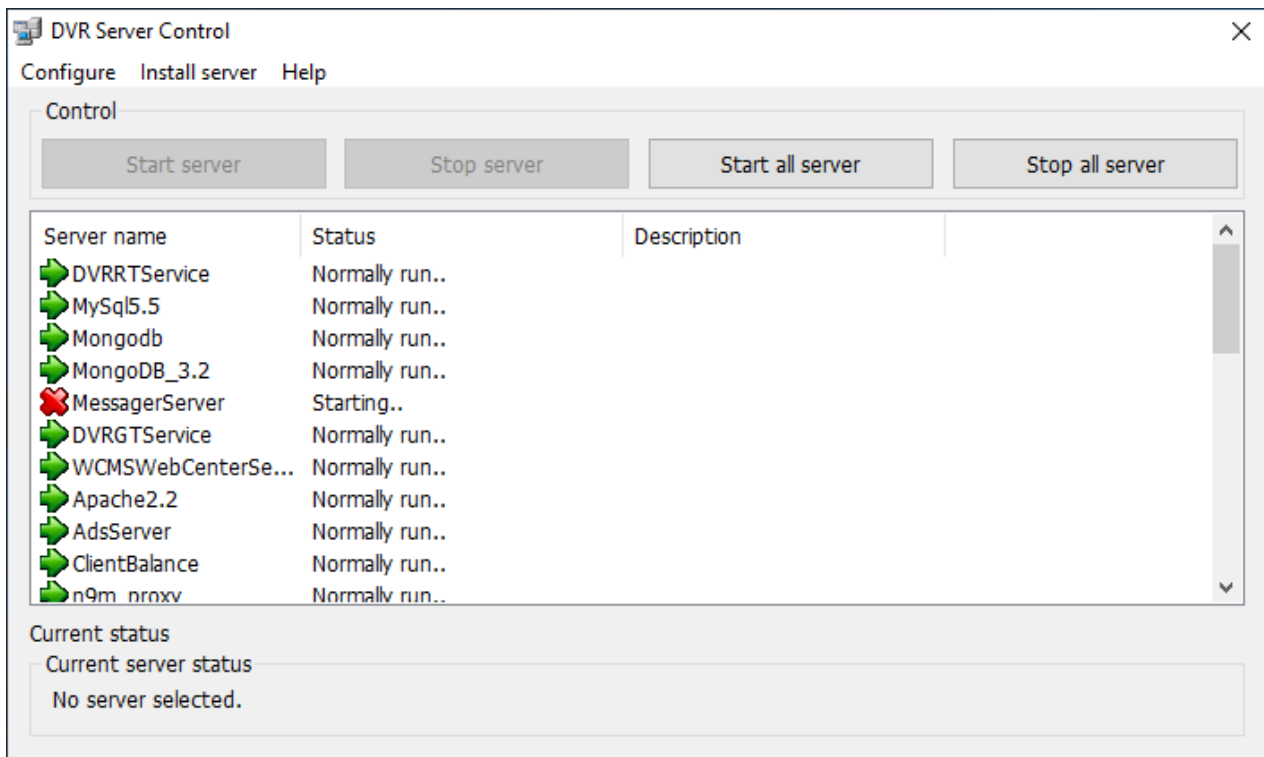 DVR Server Control
Configure Install server Help
Control
Start server Stop server Start all server Stop all server
Server name Status Description
DVRRTService Normally run..
MySql5.5 Normally run..
Mongodb Normally run..
MongoDB_3.2 Normally run..
MessagerServer Starting..
DVRGTService Normally run..
WCMSWebCenterSe... Normally run..
Apache2.2 Normally run..
AdsServer Normally run..
ClientBalance Normally run..
n9m_proxy Normally run..
Current status
Current server status
No server selected.